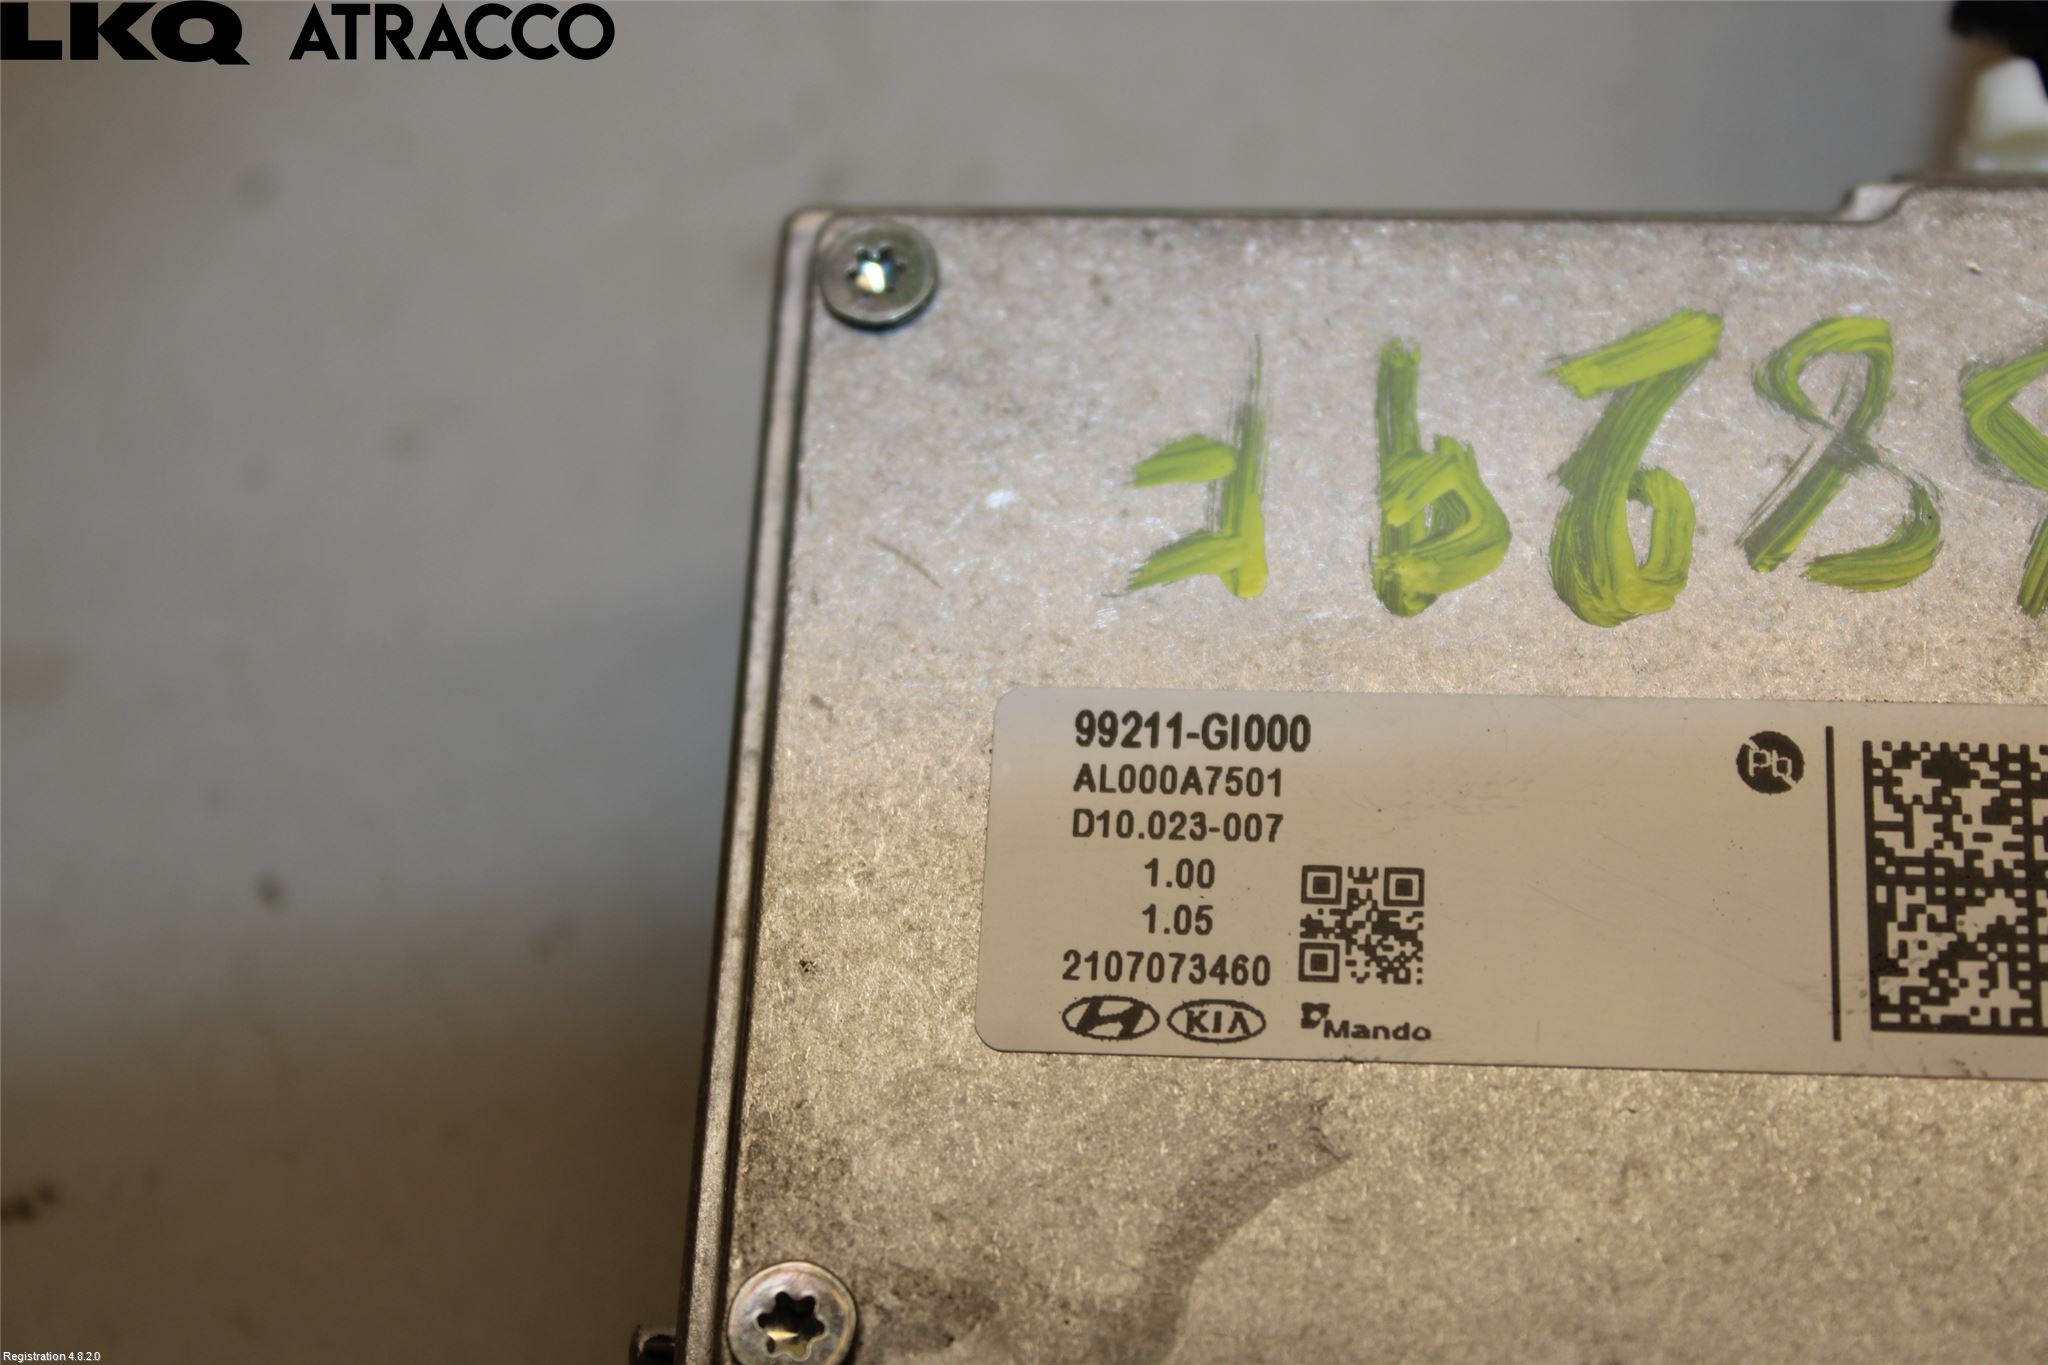 LKQ ATRACCO
99211-GI000
AL000A7501
D10.023-007
1.00
1.05
2107073460
Pb
KIA
Mando
Registration 4.8.2.0